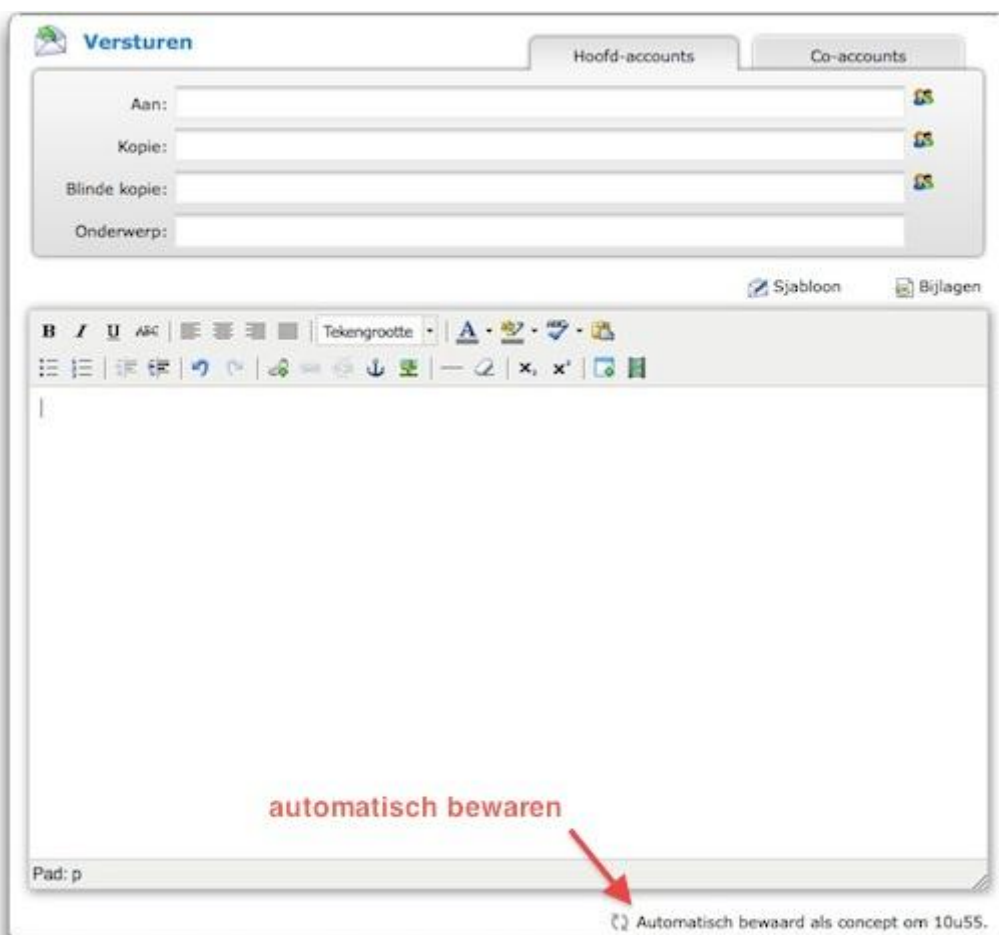 Versturen
Hoofd-accounts
Co-accounts
Aan:
Kopie:
Blinde kopie:
Onderwerp:
Sjabloon
Bijlagen
B I U ABC Tekengrootte A
x, x'
automatisch bewaren
Pad: p
Automatisch bewaard als concept om 10u55.